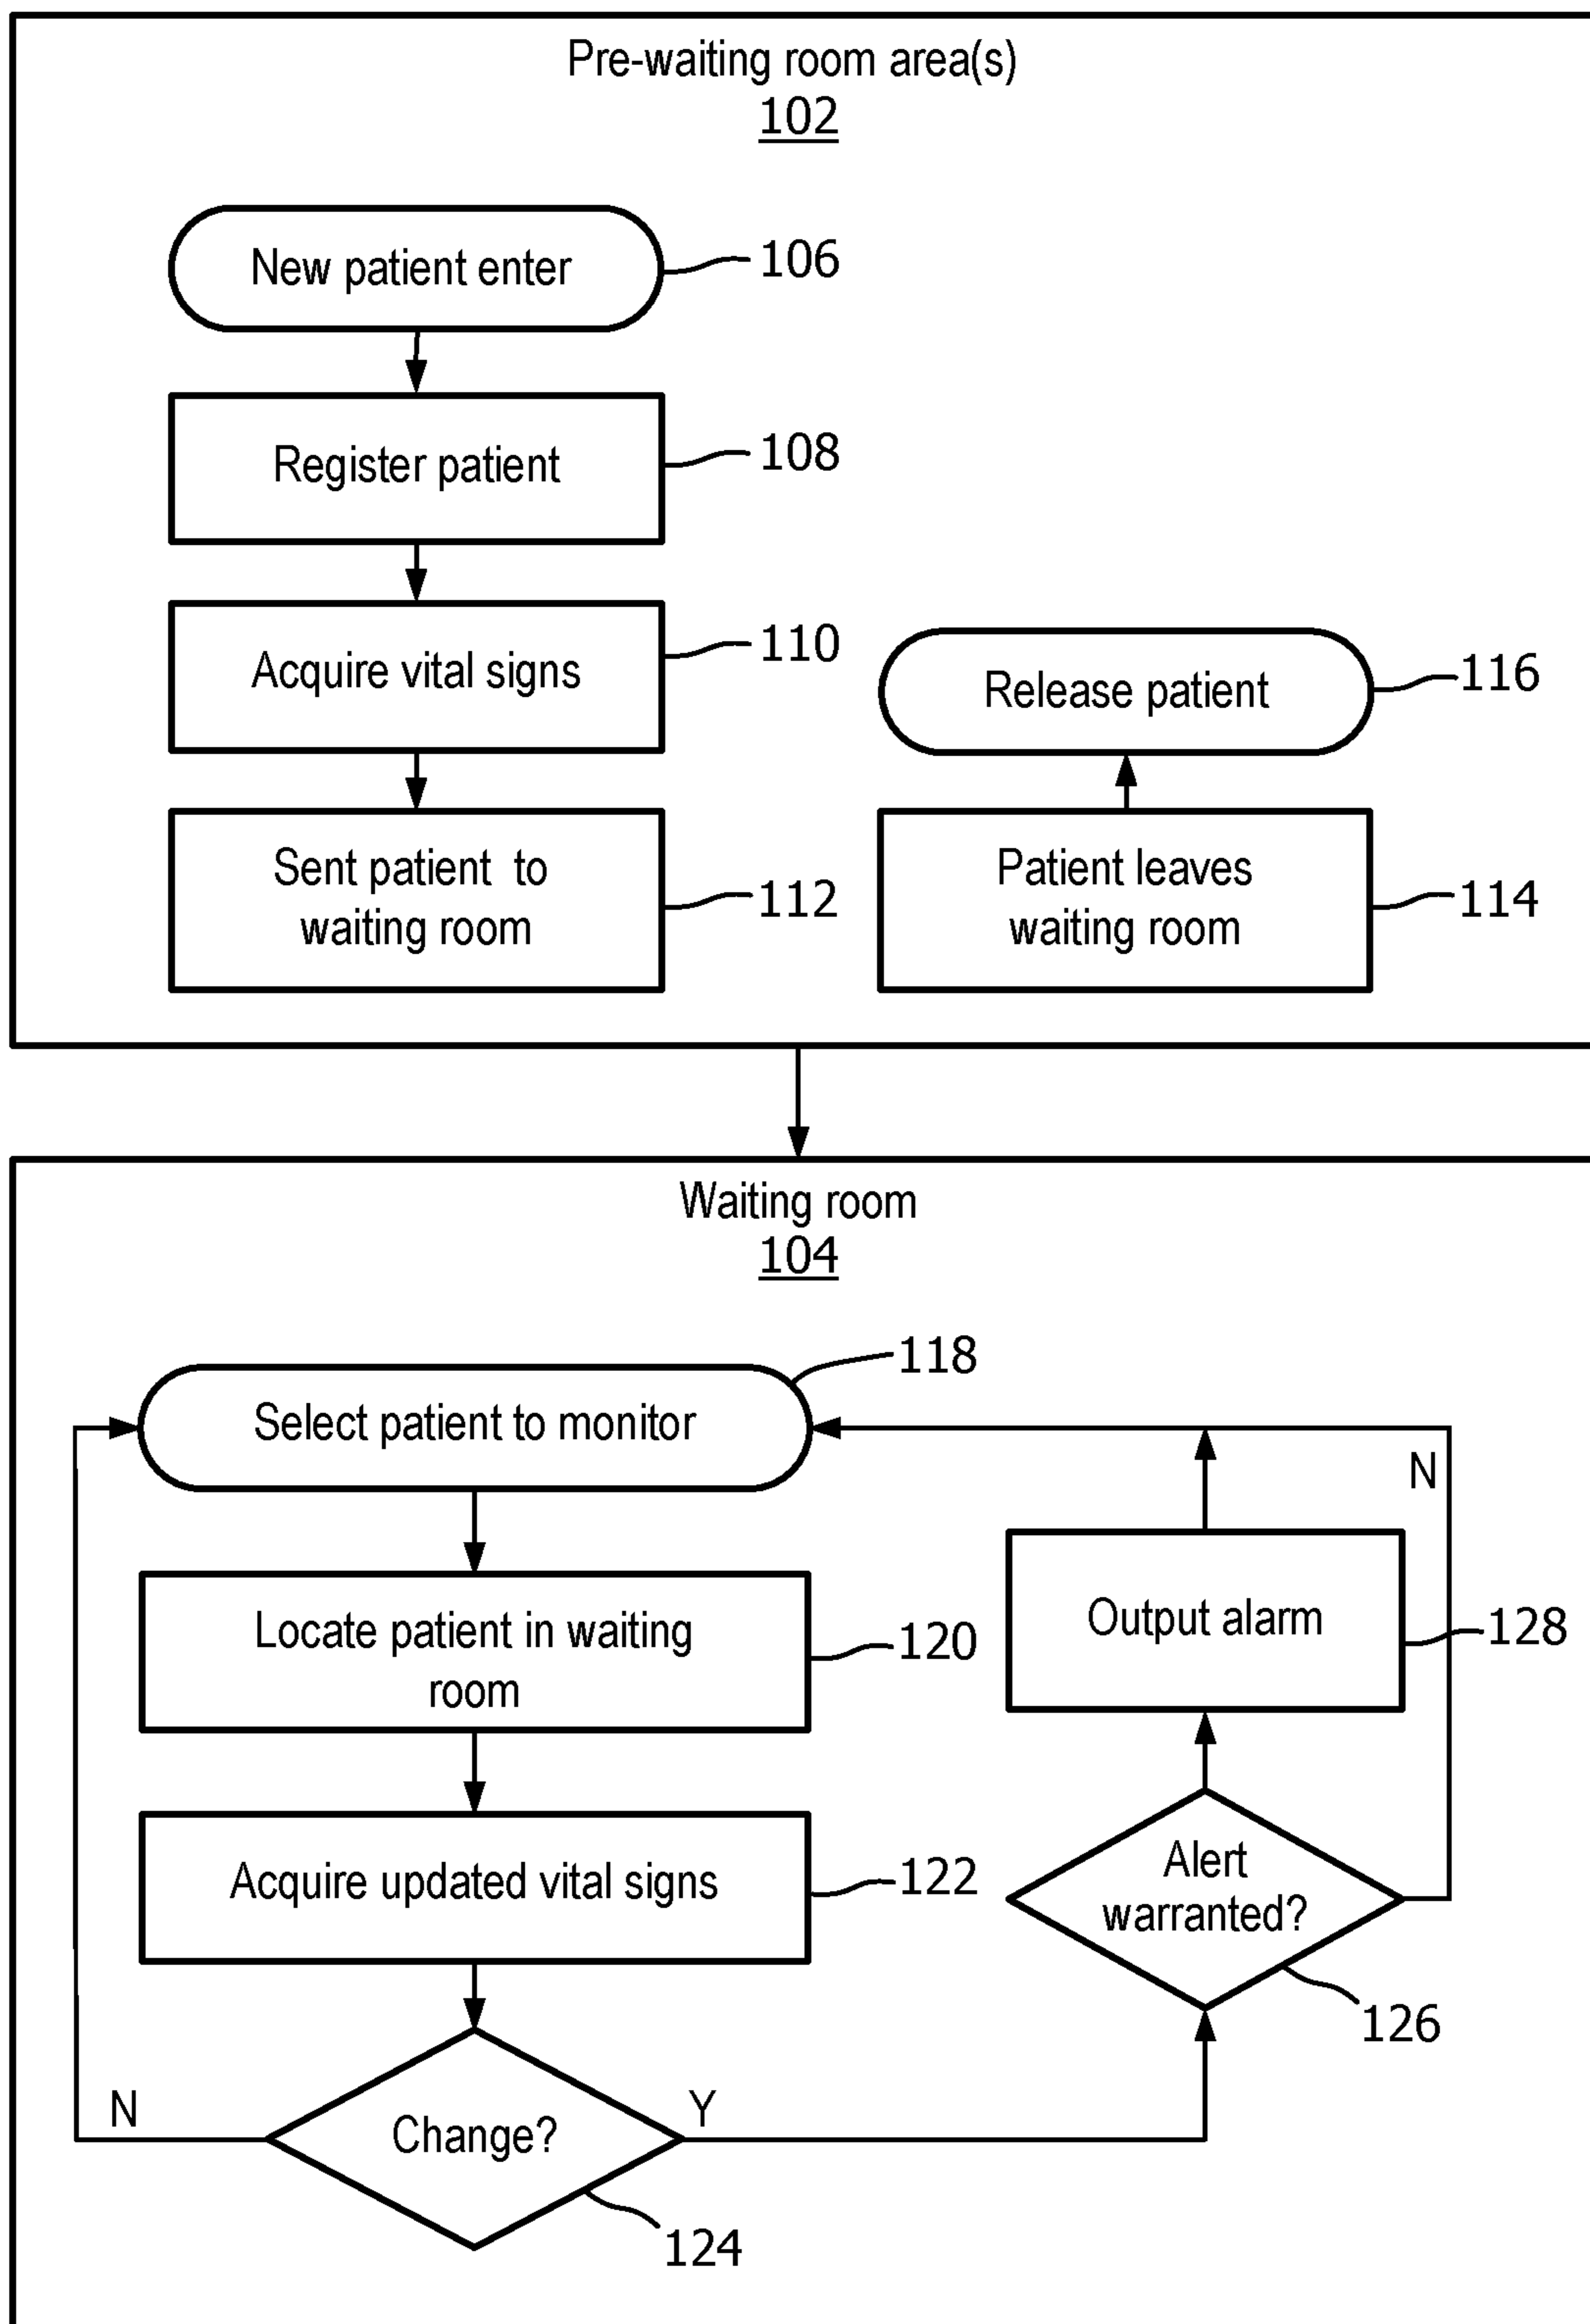 Pre-waiting room area(s)
102
New patient enter
106
Register patient
108
Acquire vital signs
110
Sent patient to
waiting room
112
Release patient
116
Patient leaves
waiting room
114
Waiting room
104
118
Select patient to monitor
N
Locate patient in waiting
room
120
Output alarm
128
Acquire updated vital signs
122
Alert
warranted?
126
N
Y
Change?
124